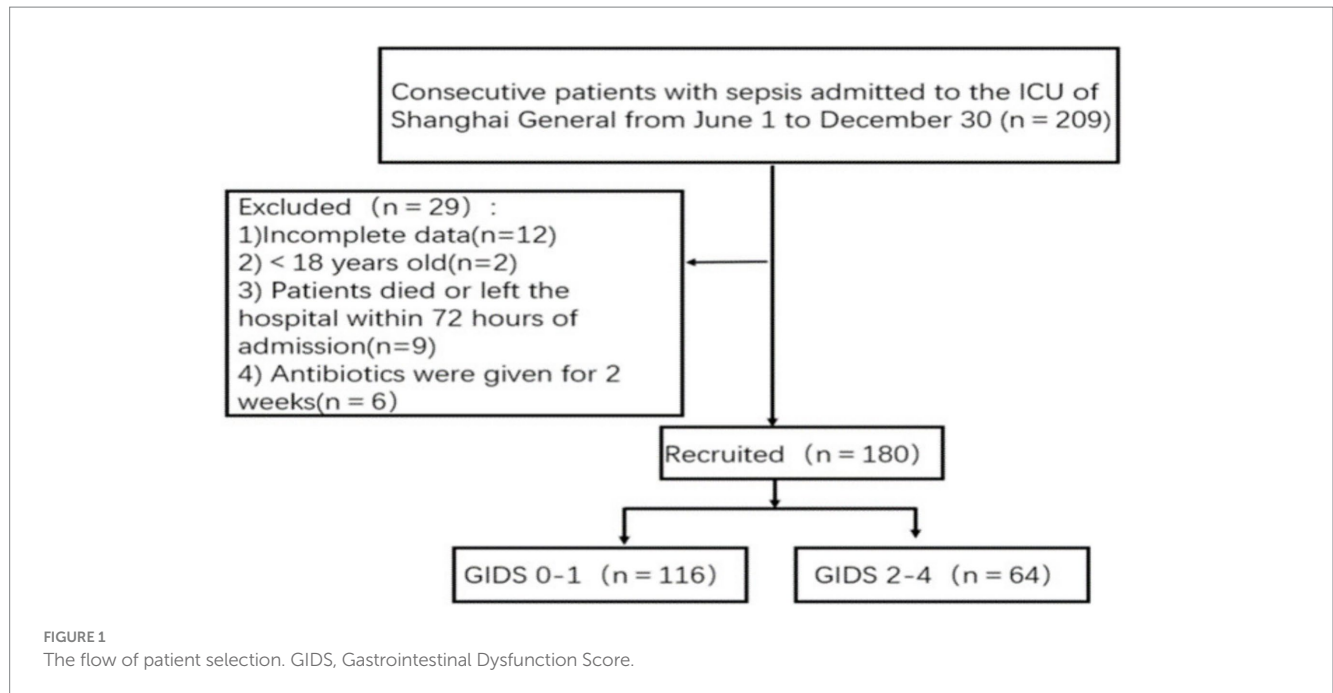 Consecutive patients with sepsis admitted to the ICU of
Shanghai General from June 1 to December 30 (n = 209)
Excluded (n = 29) :
1)Incomplete data(n=12)
2) < 18 years old(n=2)
3) Patients died or left the
hospital within 72 hours of
admission(n=9)
4) Antibiotics were given for 2
weeks(n = 6)
Recruited (n = 180)
GIDS 0-1 (n = 116)
GIDS 2-4 (n = 64)
FIGURE 1
The flow of patient selection. GIDS, Gastrointestinal Dysfunction Score.